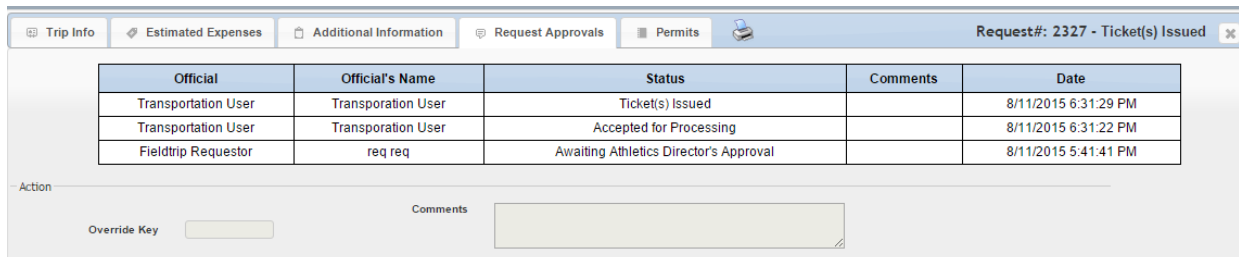 Trip Info Estimated Expenses Additional Information Request Approvals Permits Request#: 2327 - Ticket(s) Issued
Official Official's Name Status Comments Date
Transportation User Transporation User Ticket(s) Issued 8/11/2015 6:31:29 PM
Transportation User Transporation User Accepted for Processing 8/11/2015 6:31:22 PM
Fieldtrip Requestor req req Awaiting Athletics Director's Approval 8/11/2015 5:41:41 PM
Action
Comments
Override Key